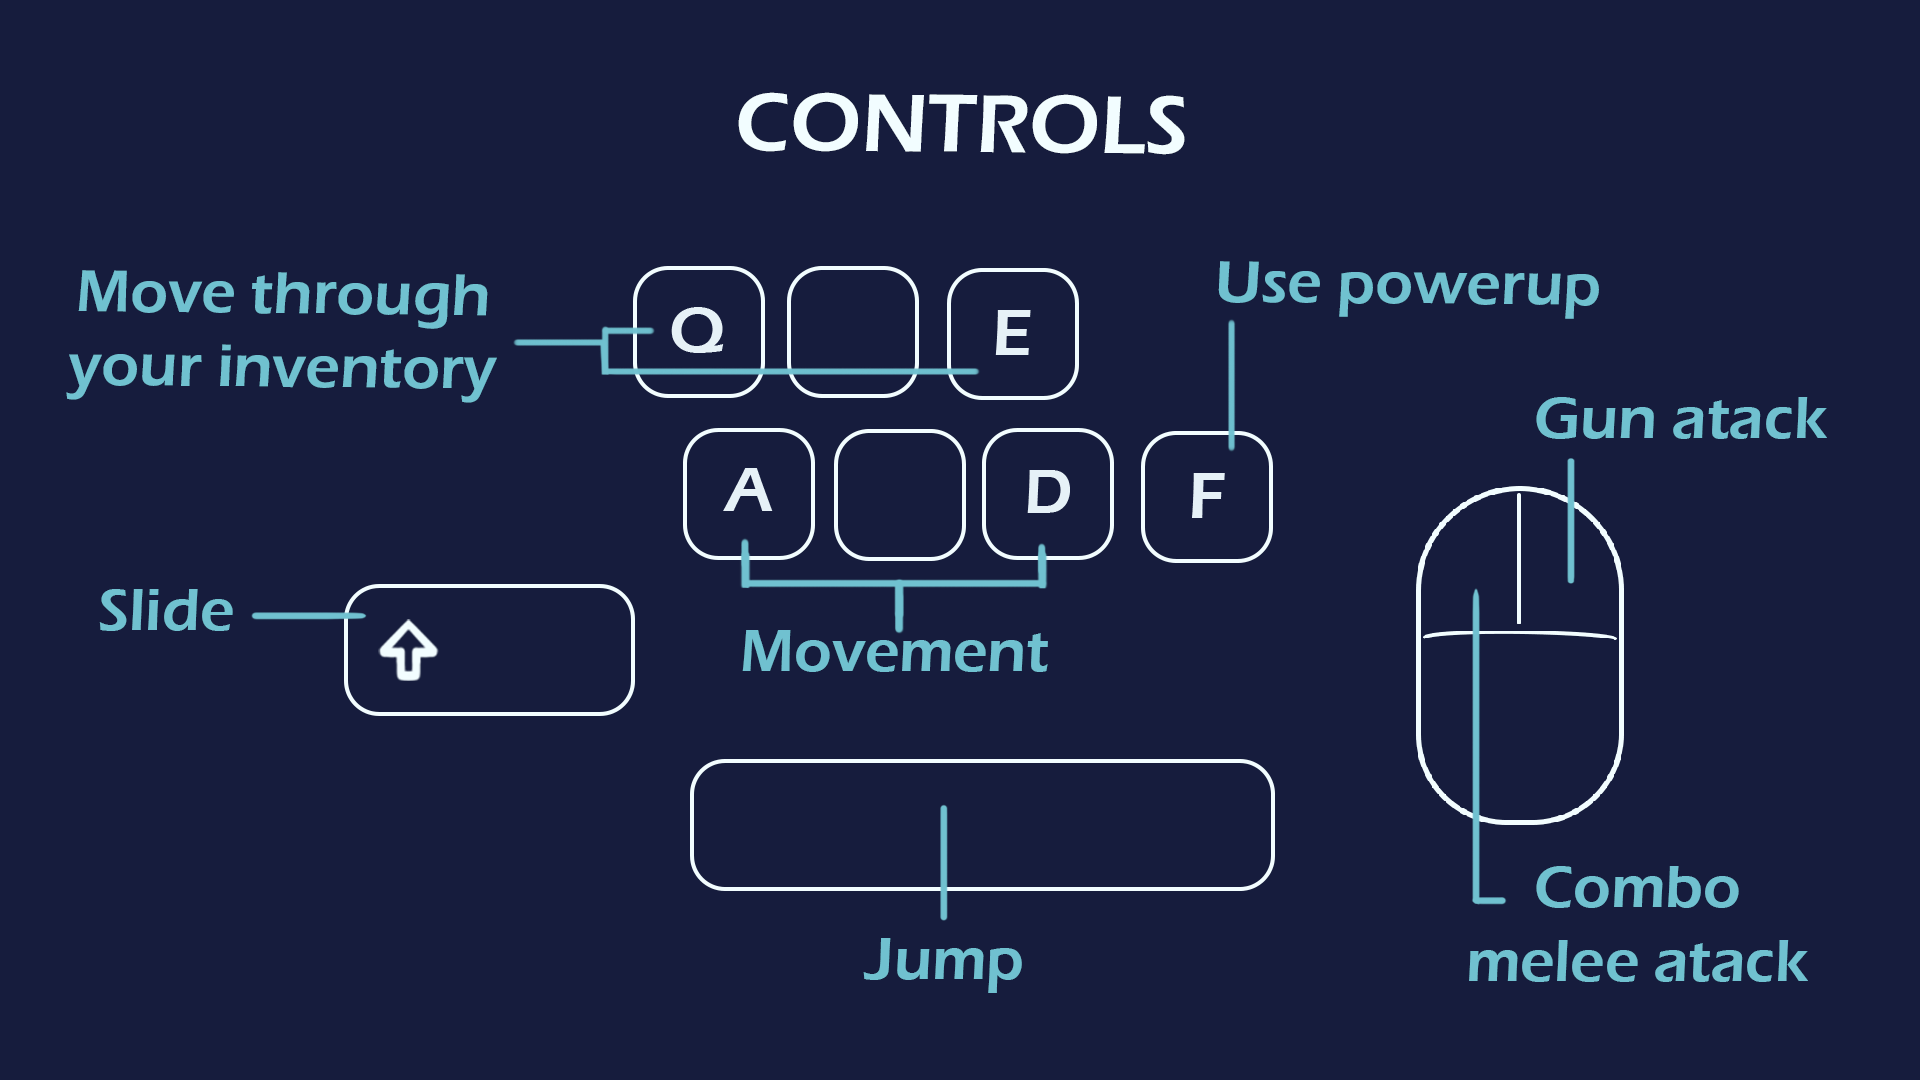 CONTROLS
Move through
your inventory
Q
E
Use powerup
Gun atack
A
D
F
Slide
Movement
Jump
Combo
melee atack